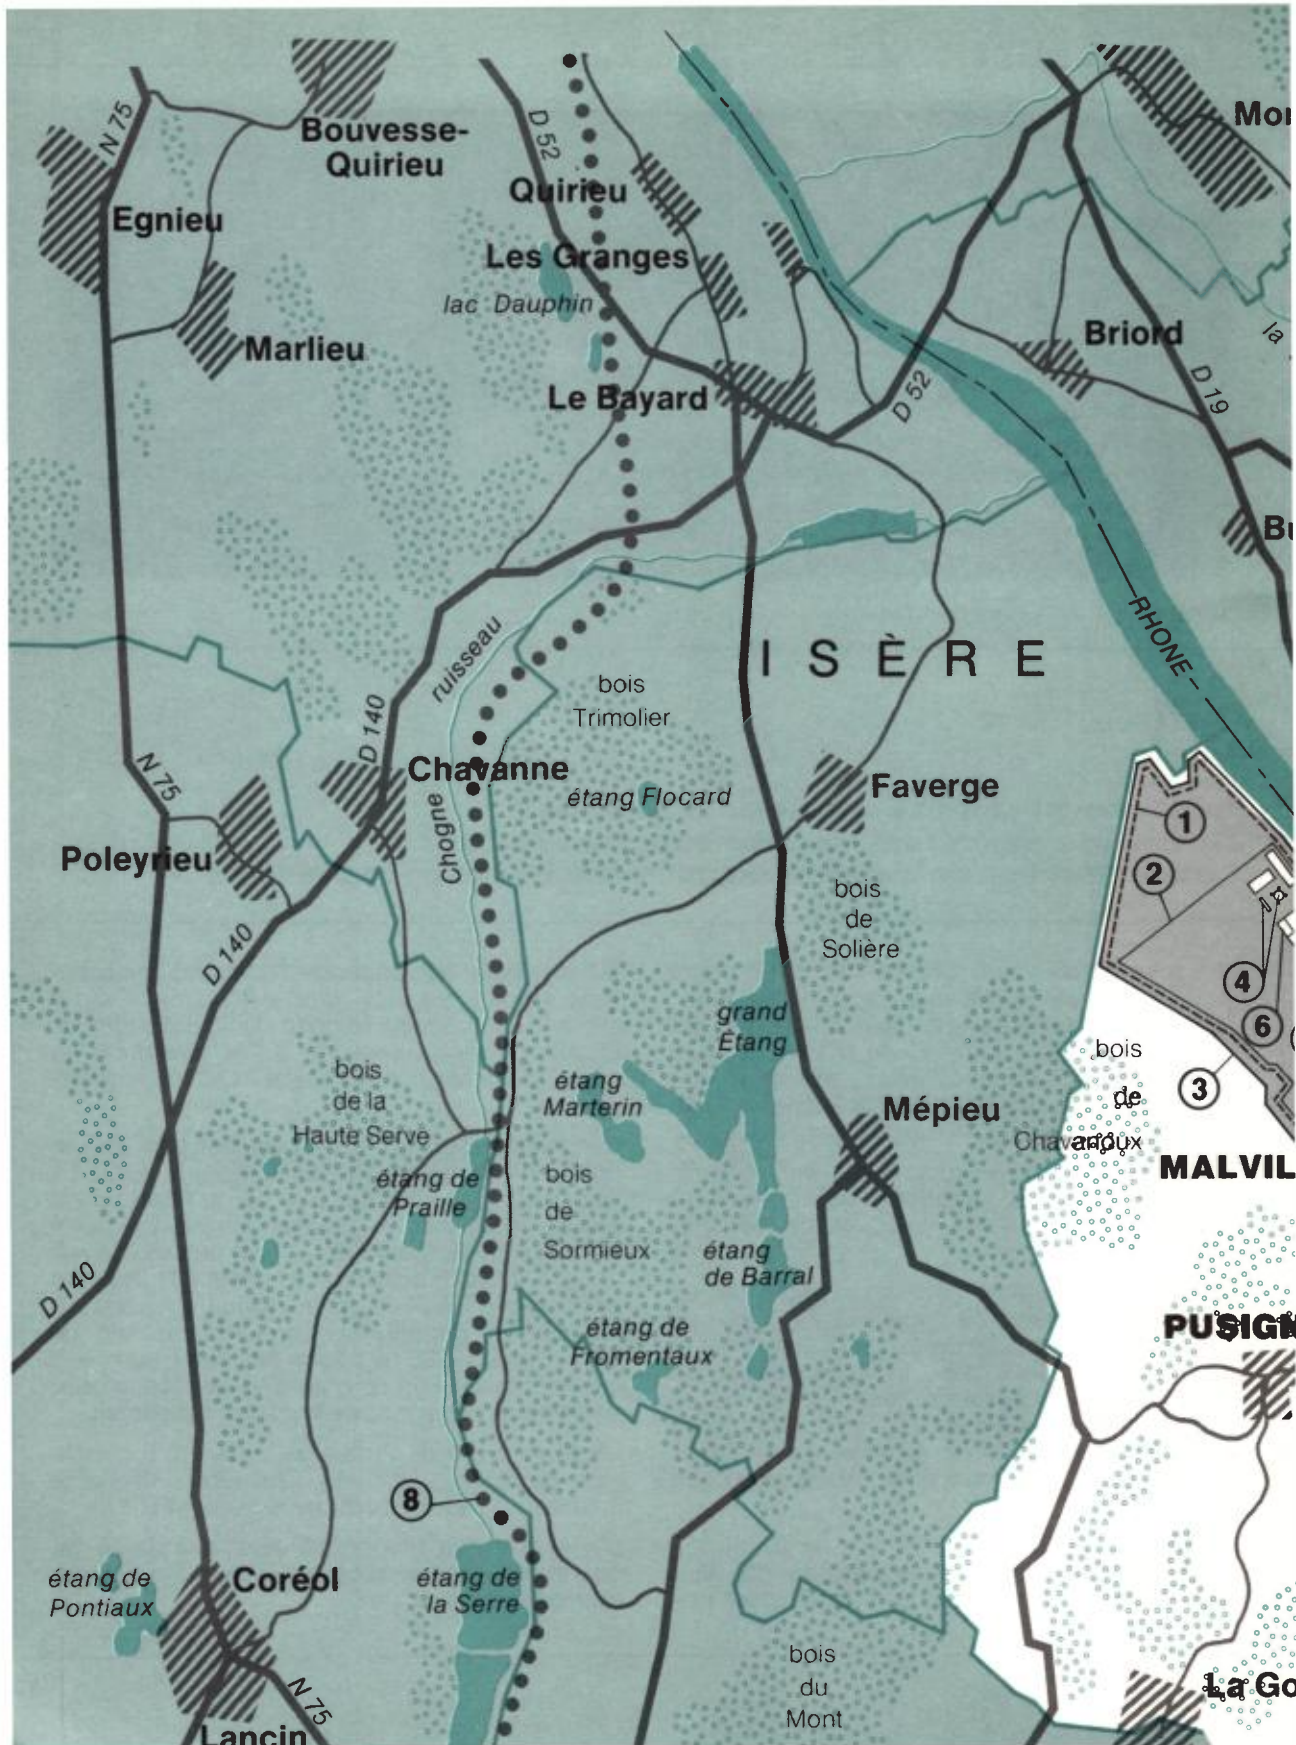 N 75
Bouvesse-
Quirieu
D 52
Quirieu
Egnieu
Les Granges
lac Dauphin
Marlieu
Briord
la
Le Bayard
D 52
D 19
RHONE
ISÈRE
ruisseau
bois
Trimolier
D 140
N 75
Chavanne
étang Flocard
Faverge
1
Chogne
Poleyrieu
2
bois
de
Solière
D 140
4
grand
Étang
6
bois
de
Chavanoux
bois
de la
Haute Serve
étang
Marterin
3
Mépieu
MALVIL
étang de
Praille
bois
de
Sormieux
étang
de Barral
D 140
étang de
Fromentaux
PUSIGN
8
étang de
Pontiaux
Coréol
étang de
la Serre
bois
du
Mont
La Go
N 75
Lancin